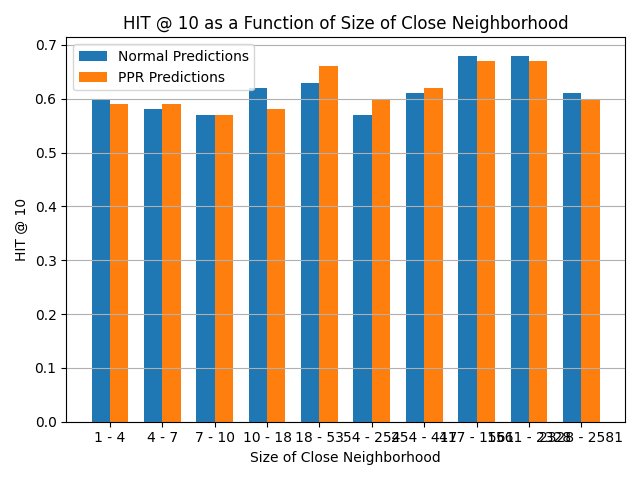 HIT @ 10 as a Function of Size of Close Neighborhood
Normal Predictions
PPR Predictions
HIT @ 10
0.7
0.6
0.5
0.4
0.3
0.2
0.1
0.0
1 - 4
4 - 7
7 - 10
10 - 18
18 - 53
54 - 254
2328 - 2581
Size of Close Neighborhood